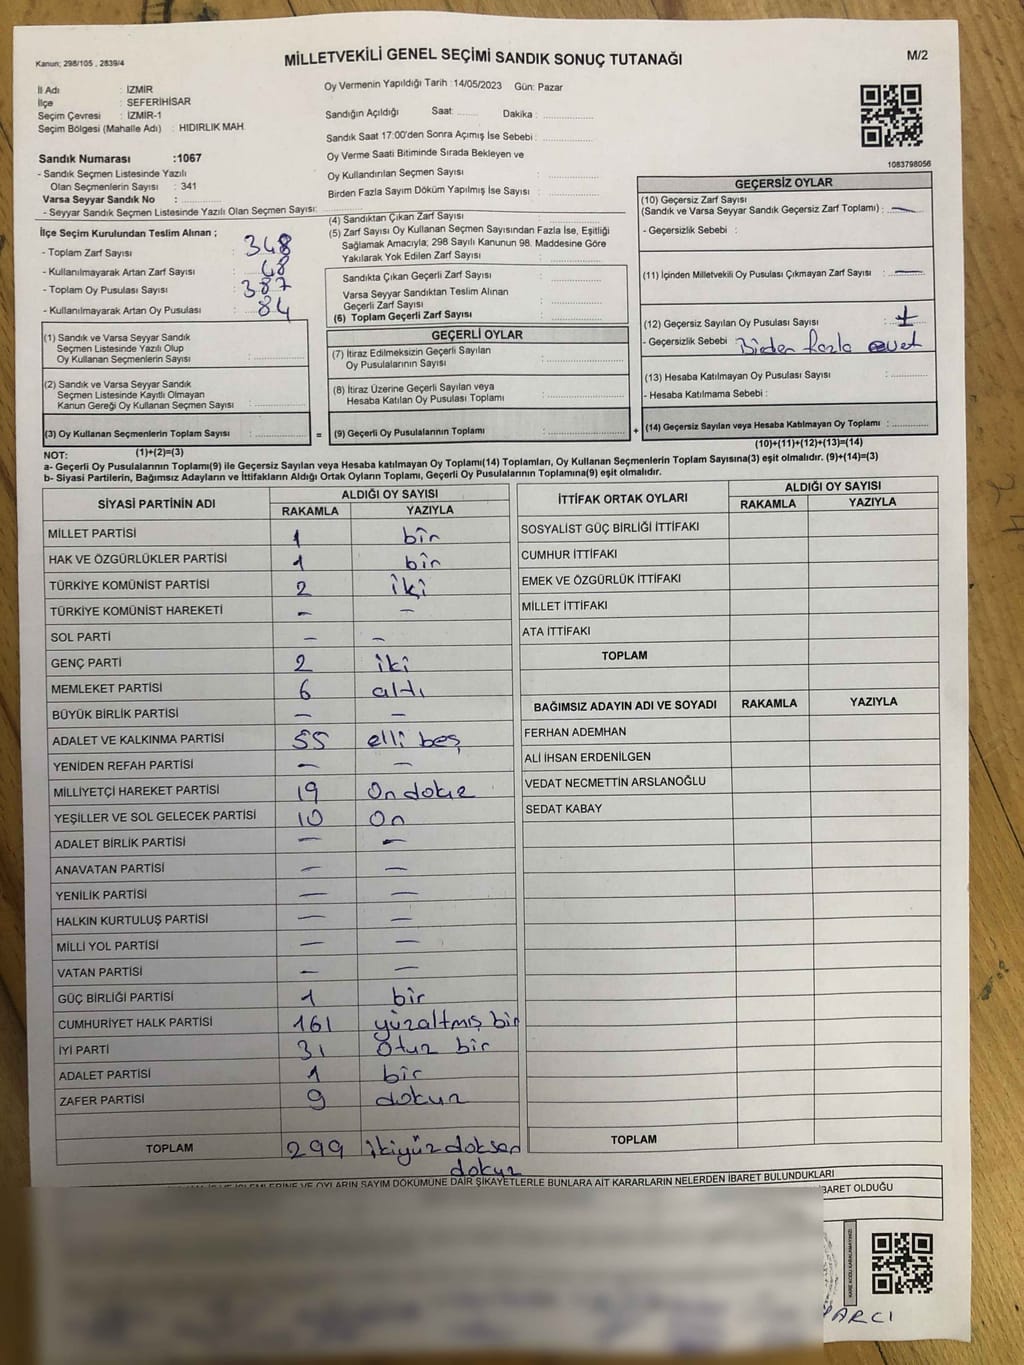 Kanun; 298/105 , 2839/4
MİLLETVEKİLİ GENEL SEÇİMİ SANDIK SONUÇ TUTANAĞI
M/2
İl Adı : İZMİR
İlçe : SEFERİHİSAR
Seçim Çevresi : İZMİR-1
Seçim Bölgesi (Mahalle Adı) : HIDIRLIK MAH.
Sandık Numarası :1067
- Sandık Seçmen Listesinde Yazılı
Olan Seçmenlerin Sayısı : 341
Varsa Seyyar Sandık No :
- Seyyar Sandık Seçmen Listesinde Yazılı Olan Seçmen Sayısı:
Oy Vermenin Yapıldığı Tarih : 14/05/2023 Gün: Pazar
Sandığın Açıldığı Saat: Dakika :
Sandık Saat 17:00'den Sonra Açımış İse Sebebi :
Oy Verme Saati Bitiminde Sırada Bekleyen ve
Oy Kullandırılan Seçmen Sayısı :
Birden Fazla Sayım Döküm Yapılmış İse Sayısı :
1083798056
İlçe Seçim Kurulundan Teslim Alınan ;
- Toplam Zarf Sayısı : 348
- Kullanılmayarak Artan Zarf Sayısı : 48
- Toplam Oy Pusulası Sayısı : 387
- Kullanılmayarak Artan Oy Pusulası : 84
(1) Sandık ve Varsa Seyyar Sandık
Seçmen Listesinde Yazılı Olup
Oy Kullanan Seçmenlerin Sayısı :
(2) Sandık ve Varsa Seyyar Sandık
Seçmen Listesinde Kayıtlı Olmayan
Kanun Gereği Oy Kullanan Seçmen Sayısı :
(3) Oy Kullanan Seçmenlerin Toplam Sayısı :
(1)+(2)=(3)
(4) Sandıktan Çıkan Zarf Sayısı :
(5) Zarf Sayısı Oy Kullanan Seçmen Sayısından Fazla İse, Eşitliği
Sağlamak Amacıyla; 298 Sayılı Kanunun 98. Maddesine Göre
Yakılarak Yok Edilen Zarf Sayısı :
Sandıkta Çıkan Geçerli Zarf Sayısı :
Varsa Seyyar Sandıktan Teslim Alınan
Geçerli Zarf Sayısı :
(6) Toplam Geçerli Zarf Sayısı :
GEÇERLİ OYLAR
(7) İtiraz Edilmeksizin Geçerli Sayılan
Oy Pusulalarının Sayısı :
(8) İtiraz Üzerine Geçerli Sayılan veya
Hesaba Katılan Oy Pusulası Toplamı :
= (9) Geçerli Oy Pusulalarının Toplamı :
GEÇERSİZ OYLAR
(10) Geçersiz Zarf Sayısı
(Sandık ve Varsa Seyyar Sandık Geçersiz Zarf Toplamı) : —
- Geçersizlik Sebebi :
(11) İçinden Milletvekili Oy Pusulası Çıkmayan Zarf Sayısı : —
(12) Geçersiz Sayılan Oy Pusulası Sayısı :
- Geçersizlik Sebebi Birden fazla evet
(13) Hesaba Katılmayan Oy Pusulası Sayısı :
- Hesaba Katılmama Sebebi :
+ (14) Geçersiz Sayılan veya Hesaba Katılmayan Oy Toplamı :
(10)+(11)+(12)+(13)=(14)
NOT:
a- Geçerli Oy Pusulalarının Toplamı(9) ile Geçersiz Sayılan veya Hesaba katılmayan Oy Toplamı(14) Toplamları, Oy Kullanan Seçmenlerin Toplam Sayısına(3) eşit olmalıdır. (9)+(14)=(3)
b- Siyasi Partilerin, Bağımsız Adayların ve İttifakların Aldığı Ortak Oyların Toplamı, Geçerli Oy Pusulalarının Toplamına(9) eşit olmalıdır.
SİYASİ PARTİNİN ADI ALDIĞI OY SAYISI
RAKAMLA YAZIYLA
MİLLET PARTİSİ 1 bir
HAK VE ÖZGÜRLÜKLER PARTİSİ 1 bir
TÜRKİYE KOMÜNİST PARTİSİ 2 iki
TÜRKİYE KOMÜNİST HAREKETİ — —
SOL PARTİ — —
GENÇ PARTİ 2 iki
MEMLEKET PARTİSİ 6 altı
BÜYÜK BİRLİK PARTİSİ — —
ADALET VE KALKINMA PARTİSİ 55 elli beş
YENİDEN REFAH PARTİSİ — —
MİLLİYETÇİ HAREKET PARTİSİ 19 On dokuz
YEŞİLLER VE SOL GELECEK PARTİSİ 10 On
ADALET BİRLİK PARTİSİ — —
ANAVATAN PARTİSİ — —
YENİLİK PARTİSİ — —
HALKIN KURTULUŞ PARTİSİ — —
MİLLİ YOL PARTİSİ — —
VATAN PARTİSİ — —
GÜÇ BİRLİĞİ PARTİSİ 1 bir
CUMHURİYET HALK PARTİSİ 161 yüzaltmış bir
İYİ PARTİ 31 Otuz bir
ADALET PARTİSİ 1 bir
ZAFER PARTİSİ 9 dokuz
TOPLAM 299 ikiyüz doksan
dokuz
İTTİFAK ORTAK OYLARI ALDIĞI OY SAYISI
RAKAMLA YAZIYLA
SOSYALİST GÜÇ BİRLİĞİ İTTİFAKI
CUMHUR İTTİFAKI
EMEK VE ÖZGÜRLÜK İTTİFAKI
MİLLET İTTİFAKI
ATA İTTİFAKI
TOPLAM
BAĞIMSIZ ADAYIN ADI VE SOYADI RAKAMLA YAZIYLA
FERHAN ADEMHAN
ALİ İHSAN ERDENİLGEN
VEDAT NECMETTİN ARSLANOĞLU
SEDAT KABAY
TOPLAM
OYLARIN SAYIM DÖKÜMÜNE DAİR ŞİKAYETLERLE BUNLARA AİT KARARLARIN NELERDEN İBARET BULUNDUKLARI
İBARET OLDUĞU
KARE KODU KARALAMAYINIZ!